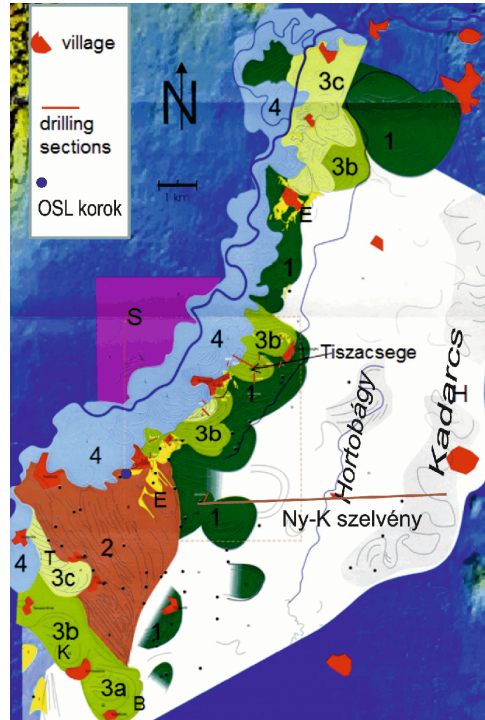 village
drilling
sections
OSL korok
N
1 km
3c
4
1
3b
E
1
S
4
3b
Tiszacsege
1
3b
Hortobágy
Kadarcs
H
4
E
1
Ny-K szelvény
2
T
4
3c
3b
K
1
3a
B